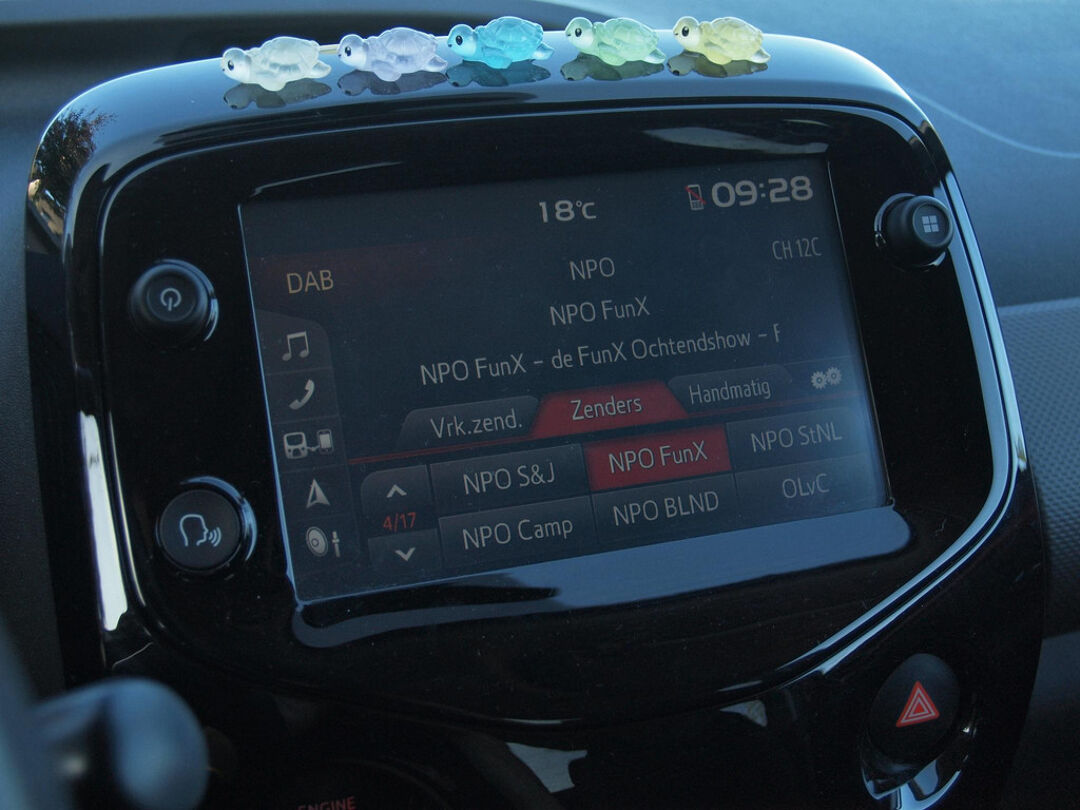 18°C
09:28
DAB
NPO
CH 12C
NPO FunX
NPO FunX - de FunX Ochtendshow - F
Vrk.zend.
Zenders
Handmatig
4/17
NPO S&J
NPO FunX
NPO StNL
NPO Camp
NPO BLND
OLvC
ENGINE